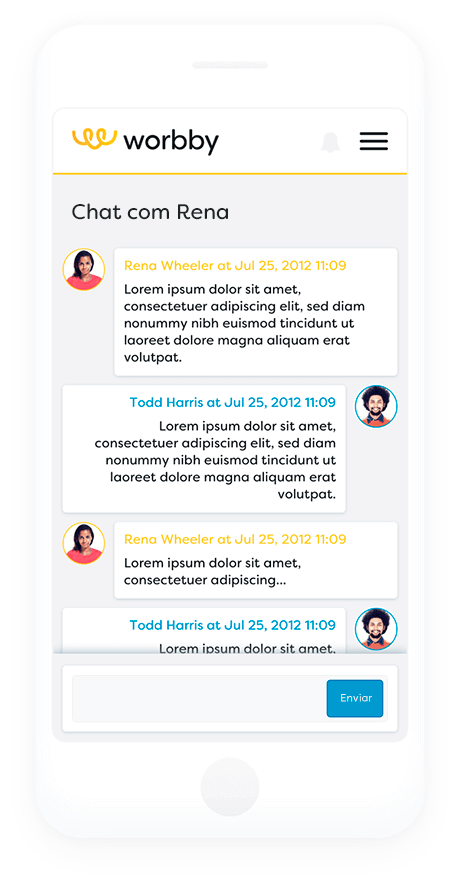 worbby
Chat com Rena
Rena Wheeler at Jul 25, 2012 11:09
Lorem ipsum dolor sit amet,
consectetuer adipiscing elit, sed diam
nonummy nibh euismod tincidunt ut
laoreet dolore magna aliquam erat
volutpat.
Todd Harris at Jul 25, 2012 11:09
Lorem ipsum dolor sit amet,
consectetuer adipiscing elit, sed diam
nonummy nibh euismod tincidunt ut
laoreet dolore magna aliquam erat
volutpat.
Rena Wheeler at Jul 25, 2012 11:09
Lorem ipsum dolor sit amet,
consectetuer adipiscing...
Todd Harris at Jul 25, 2012 11:09
Lorem ipsum dolor sit amet,
Enviar